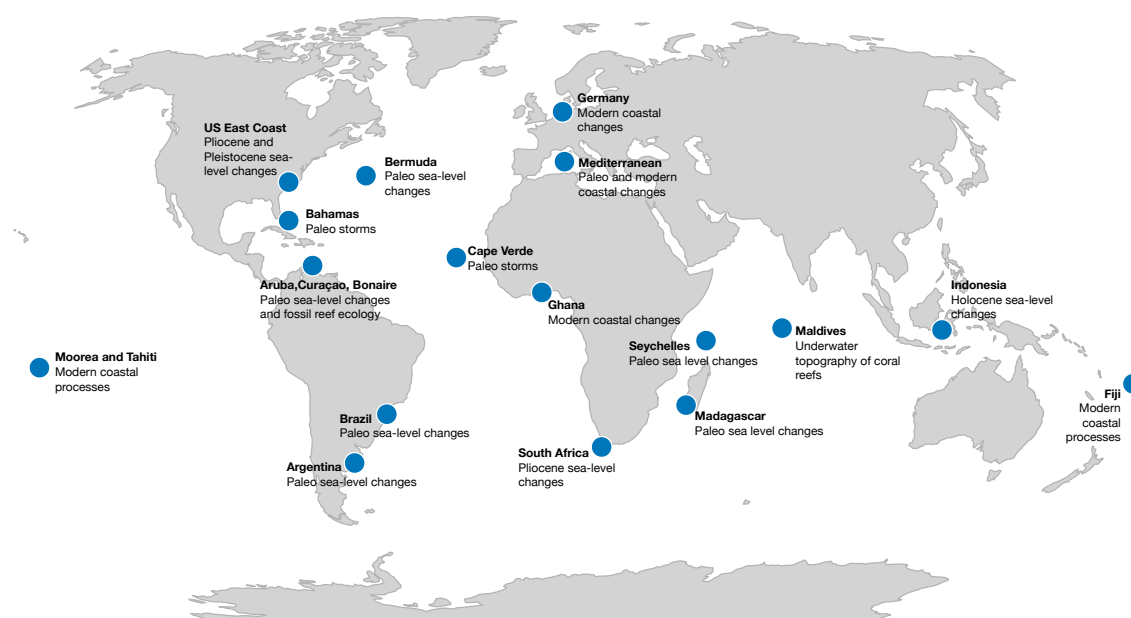 Germany
Modern coastal
changes
US East Coast
Pliocene and
Pleistocene sea-
level changes
Bermuda
Paleo sea-level
changes
Mediterranean
Paleo and modern
coastal changes
Bahamas
Paleo storms
Cape Verde
Paleo storms
Aruba,Curaçao, Bonaire
Paleo sea-level changes
and fossil reef ecology
Ghana
Modern coastal changes
Indonesia
Holocene sea-level
changes
Maldives
Underwater
topography of coral
reefs
Seychelles
Paleo sea level changes
Moorea and Tahiti
Modern coastal
processes
Fiji
Modern
coastal
processes
Brazil
Paleo sea-level changes
Madagascar
Paleo sea level changes
South Africa
Pliocene sea-level
changes
Argentina
Paleo sea-level changes